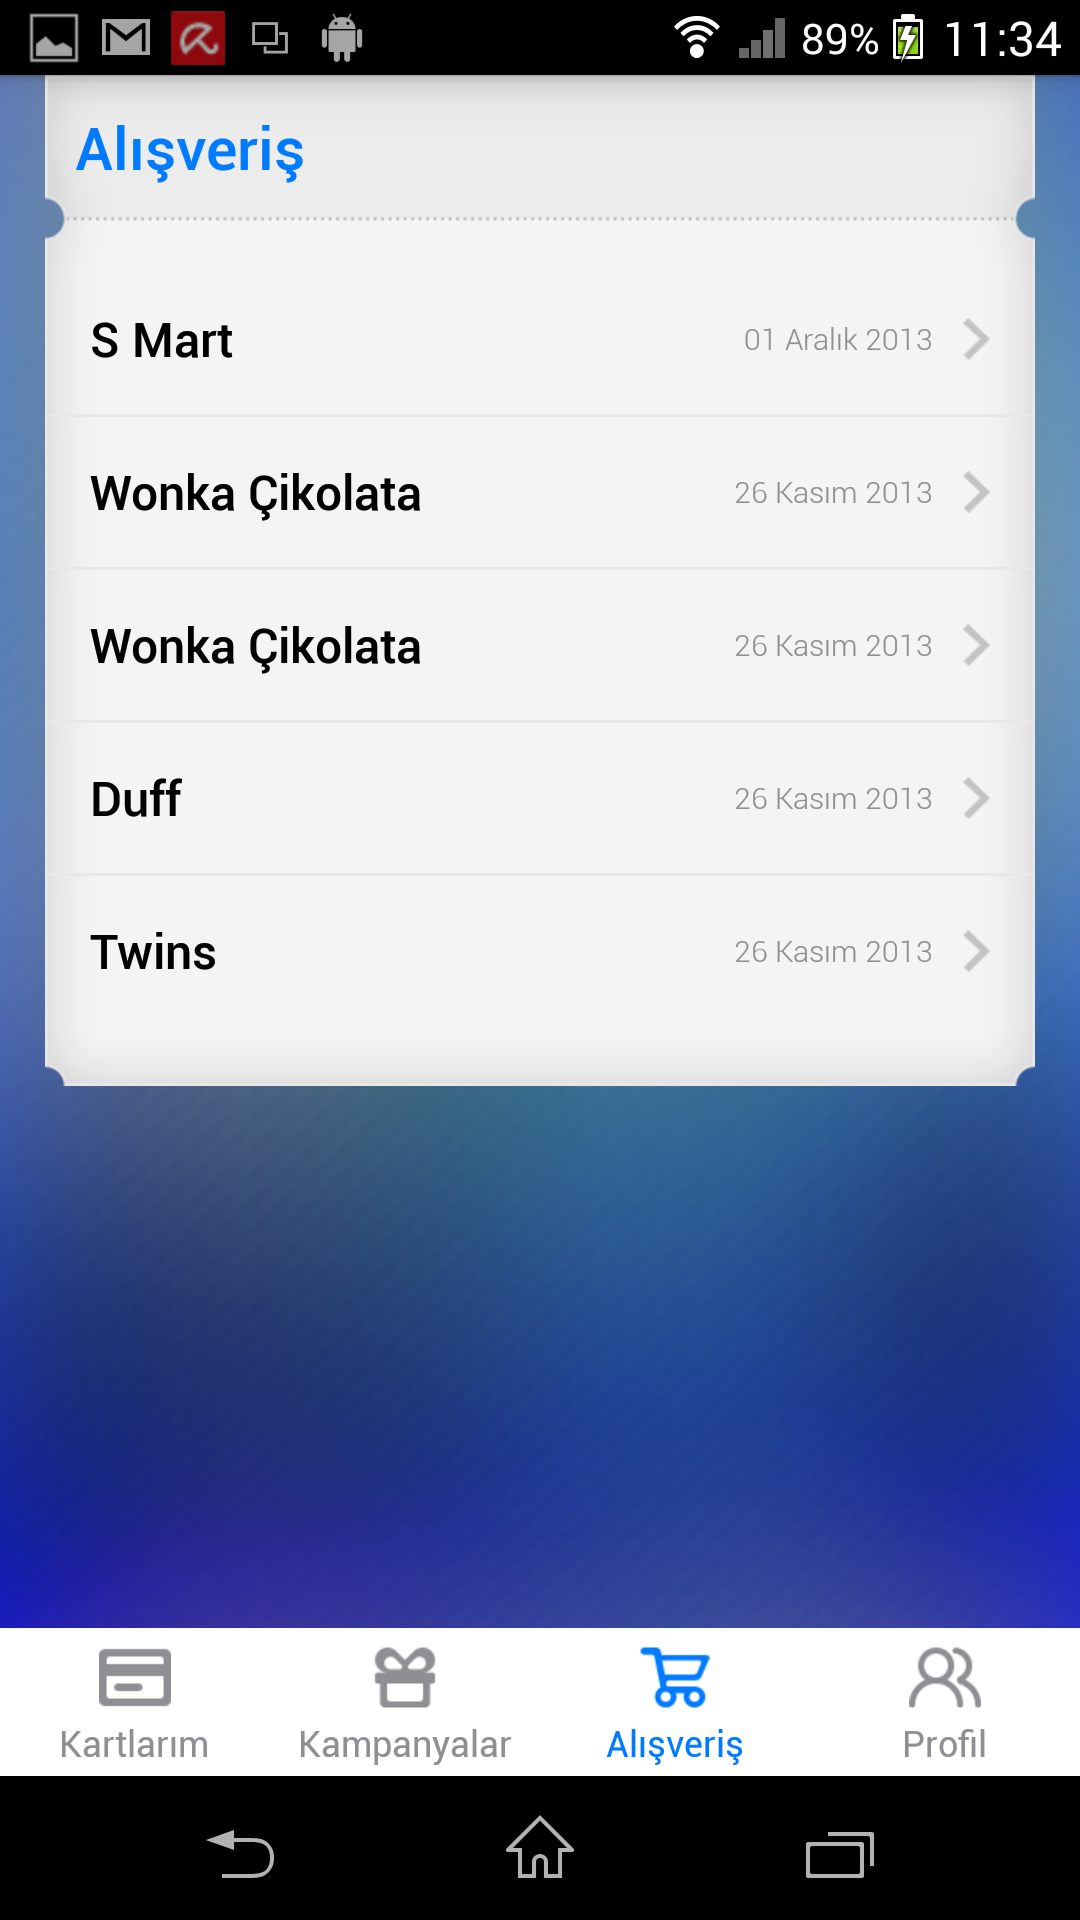 89% 11:34
Alışveriş
S Mart 01 Aralık 2013
Wonka Çikolata 26 Kasım 2013
Wonka Çikolata 26 Kasım 2013
Duff 26 Kasım 2013
Twins 26 Kasım 2013
Kartlarım Kampanyalar Alışveriş Profil